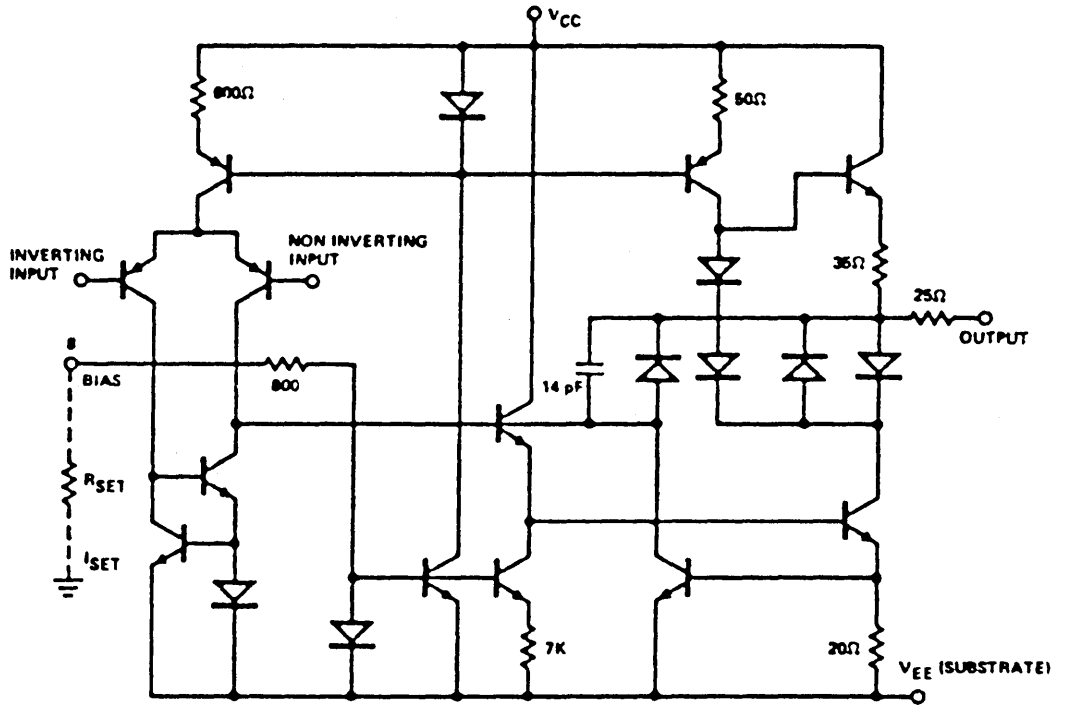 VCC
800Ω
50Ω
INVERTING
INPUT
NON INVERTING
INPUT
35Ω
25Ω
OUTPUT
8
BIAS
800
14 pF
RSET
ISET
7K
20Ω
VEE (SUBSTRATE)